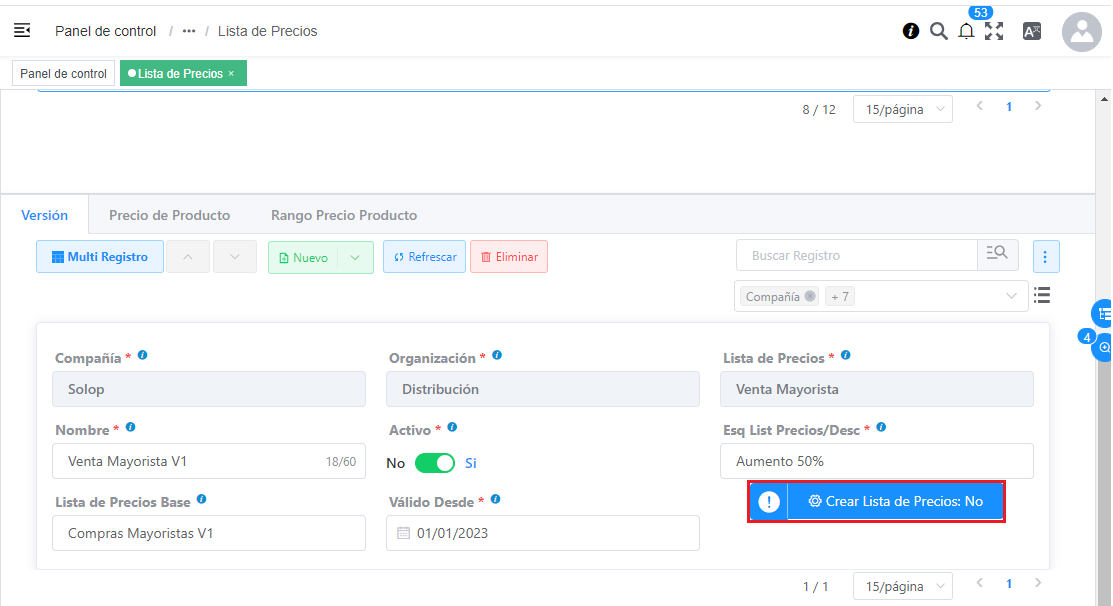 Panel de control / ··· / Lista de Precios
53
Panel de control
Lista de Precios ×
8 / 12
15/página
1
Versión
Precio de Producto
Rango Precio Producto
Multi Registro
Nuevo
Refrescar
Eliminar
Buscar Registro
Compañía
+ 7
4
Compañía *
Organización *
Lista de Precios *
Solop
Distribución
Venta Mayorista
Nombre *
Activo *
Esq List Precios/Desc *
Venta Mayorista V1
18/60
No
Si
Aumento 50%
Lista de Precios Base
Válido Desde *
! Crear Lista de Precios: No
Compras Mayoristas V1
01/01/2023
1 / 1
15/página
1